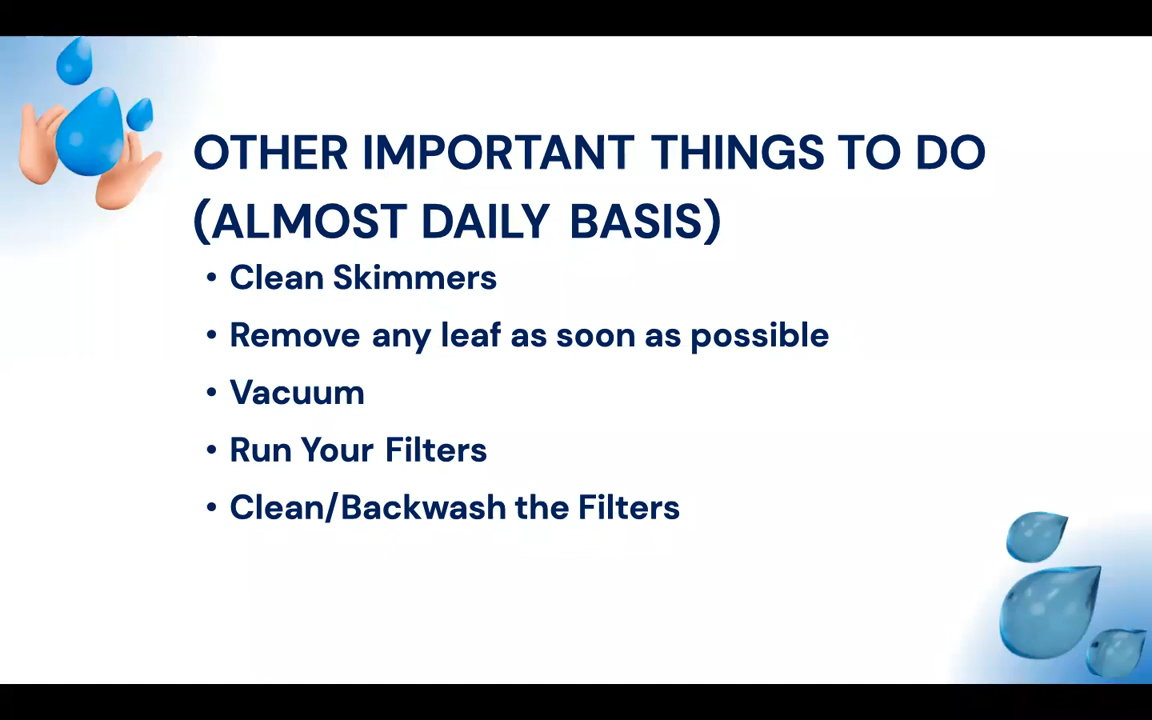 OTHER IMPORTANT THINGS TO DO
(ALMOST DAILY BASIS)
• Clean Skimmers
• Remove any leaf as soon as possible
• Vacuum
• Run Your Filters
• Clean/Backwash the Filters